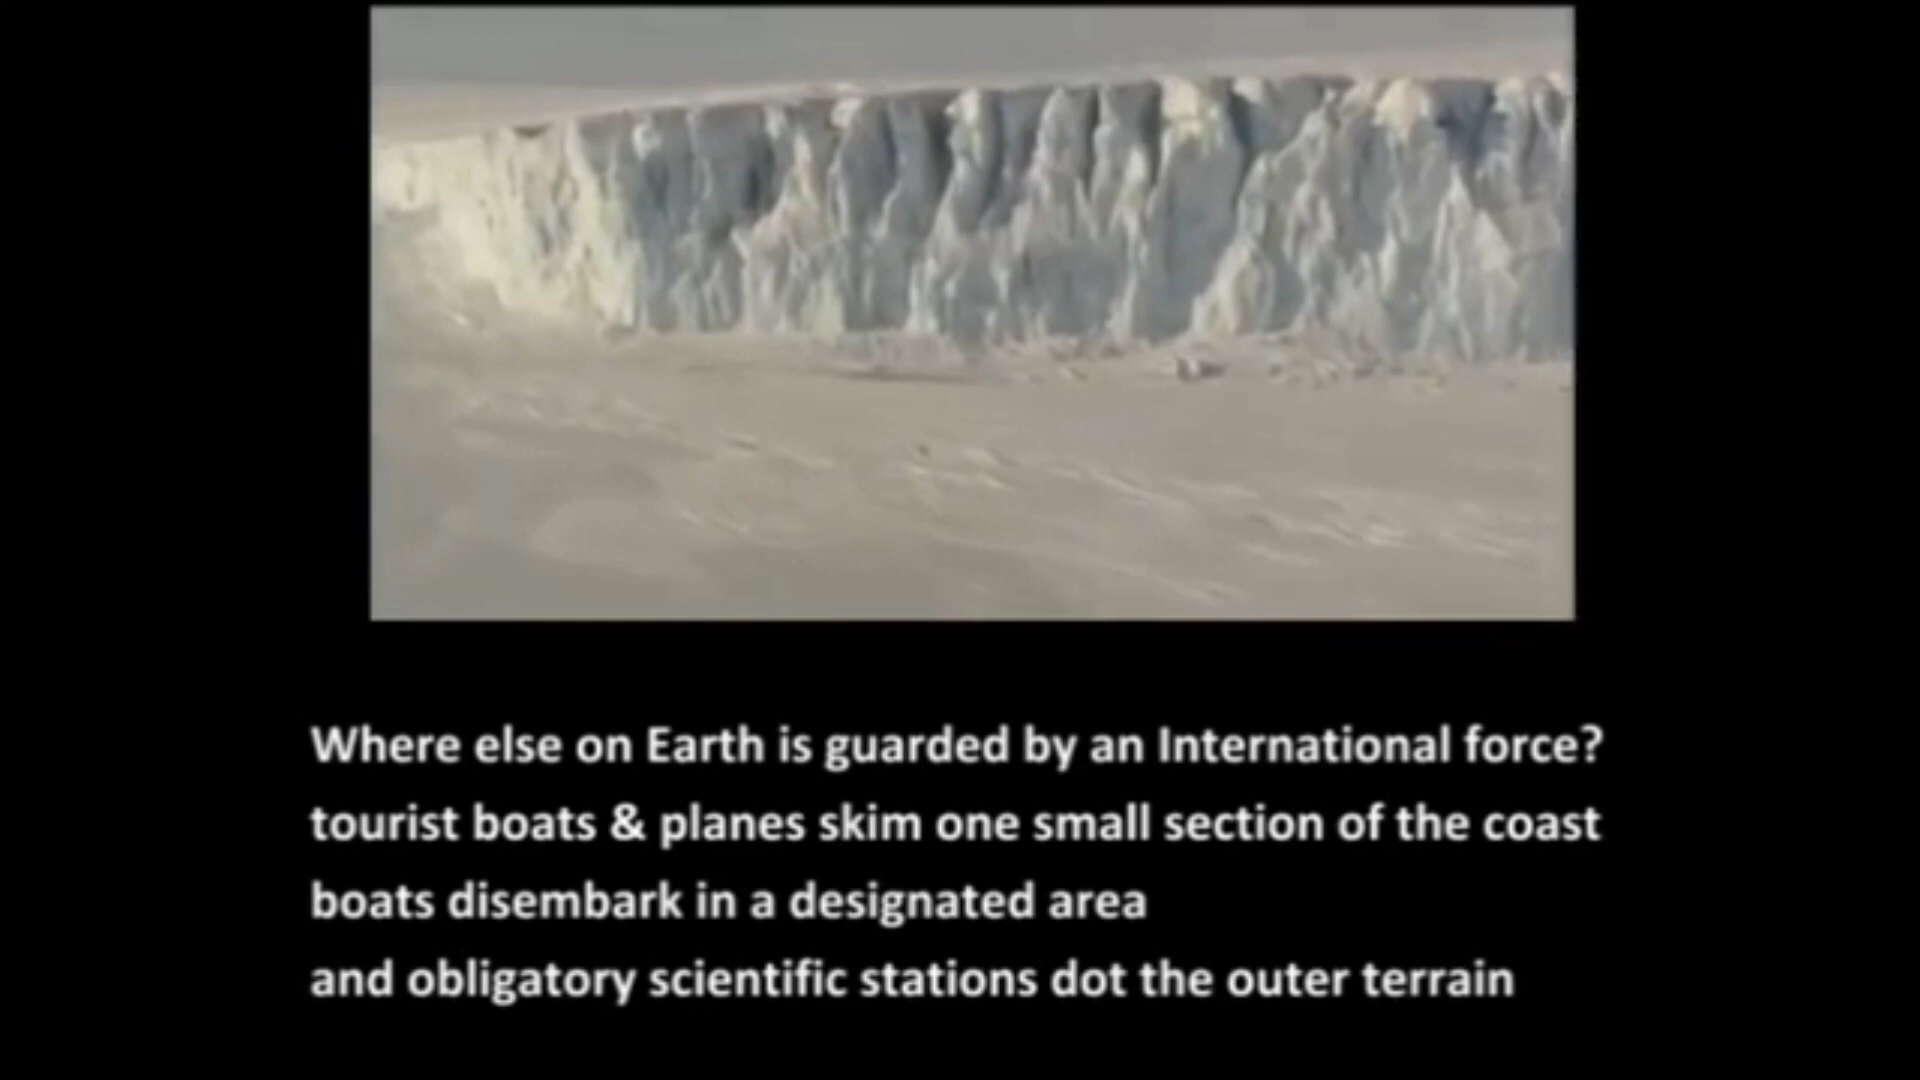 Where else on Earth is guarded by an International force?
tourist boats & planes skim one small section of the coast
boats disembark in a designated area
and obligatory scientific stations dot the outer terrain